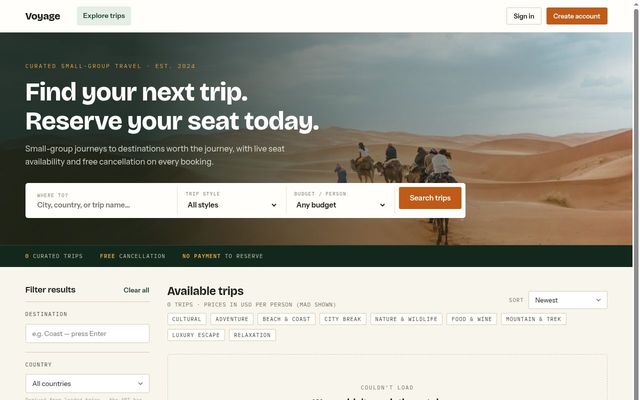 Voyage
Explore trips
Sign in
Create account
CURATED SMALL-GROUP TRAVEL · EST. 2024
Find your next trip.
Reserve your seat today.
Small-group journeys to destinations worth the journey, with live seat
availability and free cancellation on every booking.
WHERE TO?
City, country, or trip name...
TRIP STYLE
All styles
BUDGET / PERSON
Any budget
Search trips
0 CURATED TRIPS
FREE CANCELLATION
NO PAYMENT TO RESERVE
Filter results
Clear all
DESTINATION
e.g. Coast — press Enter
COUNTRY
All countries
Available trips
0 TRIPS · PRICES IN USD PER PERSON (MAD SHOWN)
SORT
Newest
CULTURAL
ADVENTURE
BEACH & COAST
CITY BREAK
NATURE & WILDLIFE
FOOD & WINE
MOUNTAIN & TREK
LUXURY ESCAPE
RELAXATION
COULDN'T LOAD